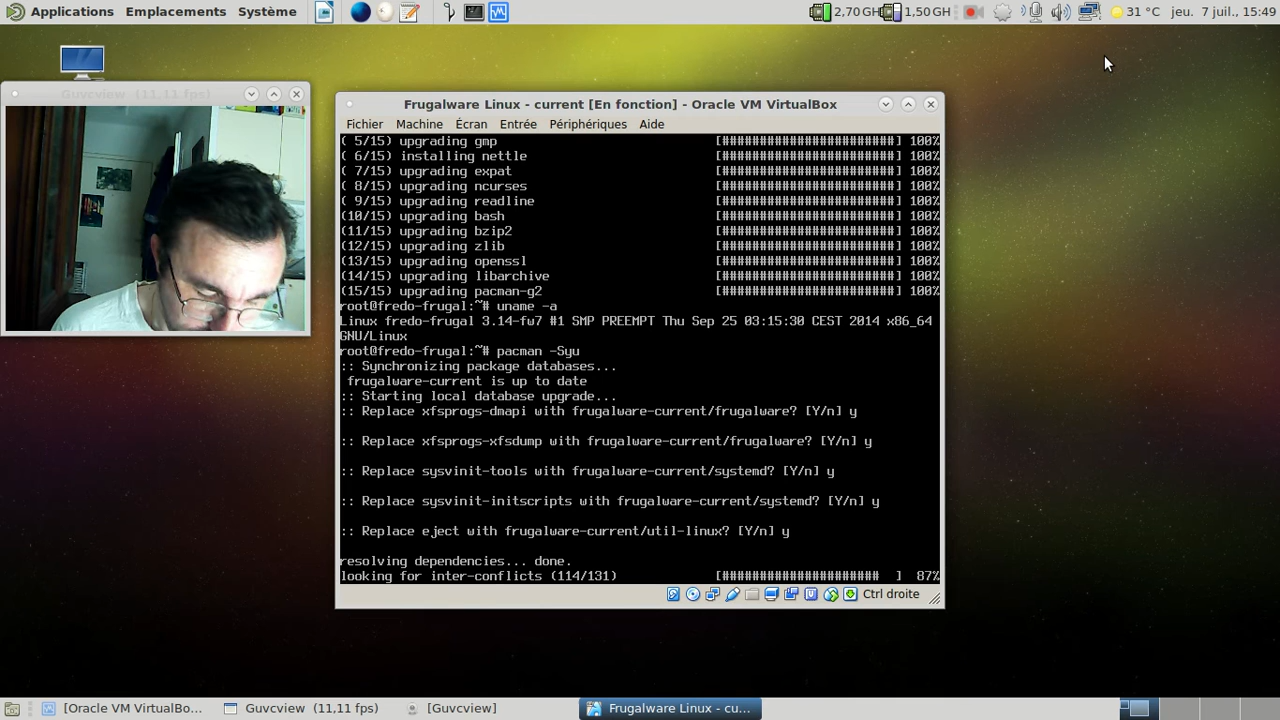 Applications Emplacements Système 2,70 GH 1,50 GH 31 °C jeu. 7 juil., 15:49
Guvcview (11,11 fps)
Frugalware Linux - current [En fonction] - Oracle VM VirtualBox
Fichier Machine Écran Entrée Périphériques Aide
( 5/15) upgrading gmp [#######################] 100%
( 6/15) installing nettle [#######################] 100%
( 7/15) upgrading expat [#######################] 100%
( 8/15) upgrading ncurses [#######################] 100%
( 9/15) upgrading readline [#######################] 100%
(10/15) upgrading bash [#######################] 100%
(11/15) upgrading bzip2 [#######################] 100%
(12/15) upgrading zlib [#######################] 100%
(13/15) upgrading openssl [#######################] 100%
(14/15) upgrading libarchive [#######################] 100%
(15/15) upgrading pacman-g2 [#######################] 100%
root@fredo-frugal:~# uname -a
Linux fredo-frugal 3.14-fw7 #1 SMP PREEMPT Thu Sep 25 03:15:30 CEST 2014 x86_64
GNU/Linux
root@fredo-frugal:~# pacman -Syu
:: Synchronizing package databases...
frugalware-current is up to date
:: Starting local database upgrade...
:: Replace xfsprogs-dmapi with frugalware-current/frugalware? [Y/n] y
:: Replace xfsprogs-xfsdump with frugalware-current/frugalware? [Y/n] y
:: Replace sysvinit-tools with frugalware-current/systemd? [Y/n] y
:: Replace sysvinit-initscripts with frugalware-current/systemd? [Y/n] y
:: Replace eject with frugalware-current/util-linux? [Y/n] y
resolving dependencies... done.
looking for inter-conflicts (114/131) [##################### ] 87%
Ctrl droite
[Oracle VM VirtualBo... Guvcview (11,11 fps) [Guvcview] Frugalware Linux - cu...